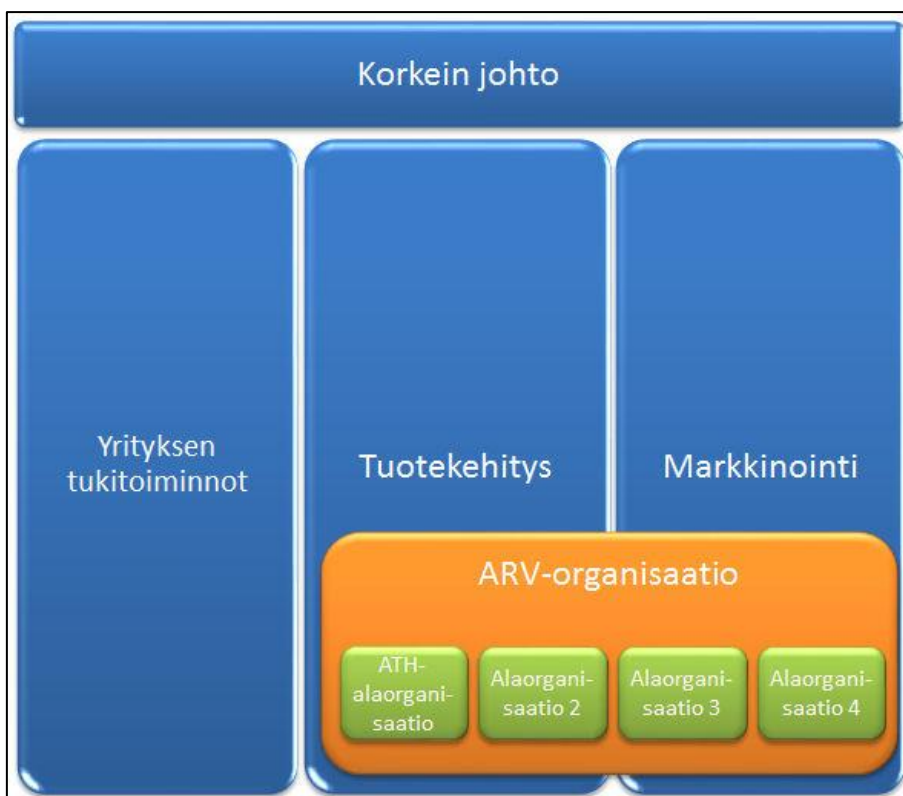 Korkein johto
Yrityksen
tukitoiminnot
Tuotekehitys
Markkinointi
ARV-organisaatio
ATH-
alaorgani-
saatio
Alaorgani-
saatio 2
Alaorgani-
saatio 3
Alaorgani-
saatio 4